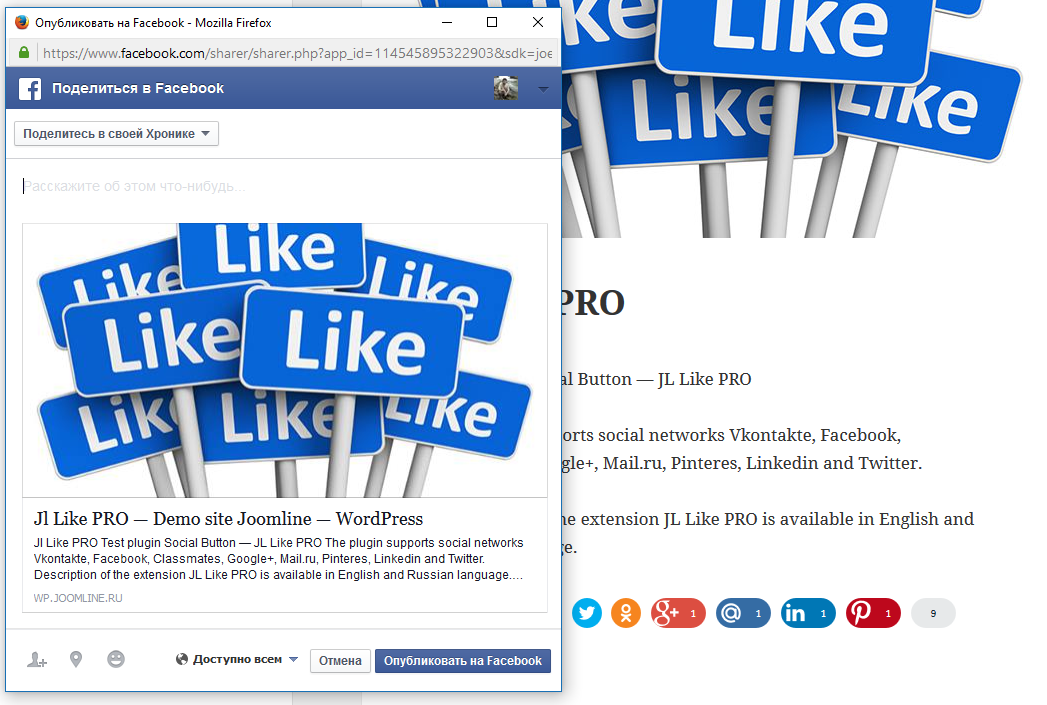 Опубликовать на Facebook - Mozilla Firefox
https://www.facebook.com/sharer/sharer.php?app_id=114545895322903&sdk=joe
Поделиться в Facebook
Поделитесь в своей Хронике
Расскажите об этом что-нибудь...
Like
Like
Like
Like
Like
Like
Like
Like
Jl Like PRO — Demo site Joomline — WordPress
Jl Like PRO Test plugin Social Button — JL Like PRO The plugin supports social networks
Vkontakte, Facebook, Classmates, Google+, Mail.ru, Pinteres, Linkedin and Twitter.
Description of the extension JL Like PRO is available in English and Russian language....
WP.JOOMLINE.RU
Доступно всем
Отмена
Опубликовать на Facebook
Like
Like
Like
Like
PRO
al Button — JL Like PRO
orts social networks Vkontakte, Facebook,
gle+, Mail.ru, Pinteres, Linkedin and Twitter.
he extension JL Like PRO is available in English and
ge.
g+ 1
@ 1
in 1
1
9